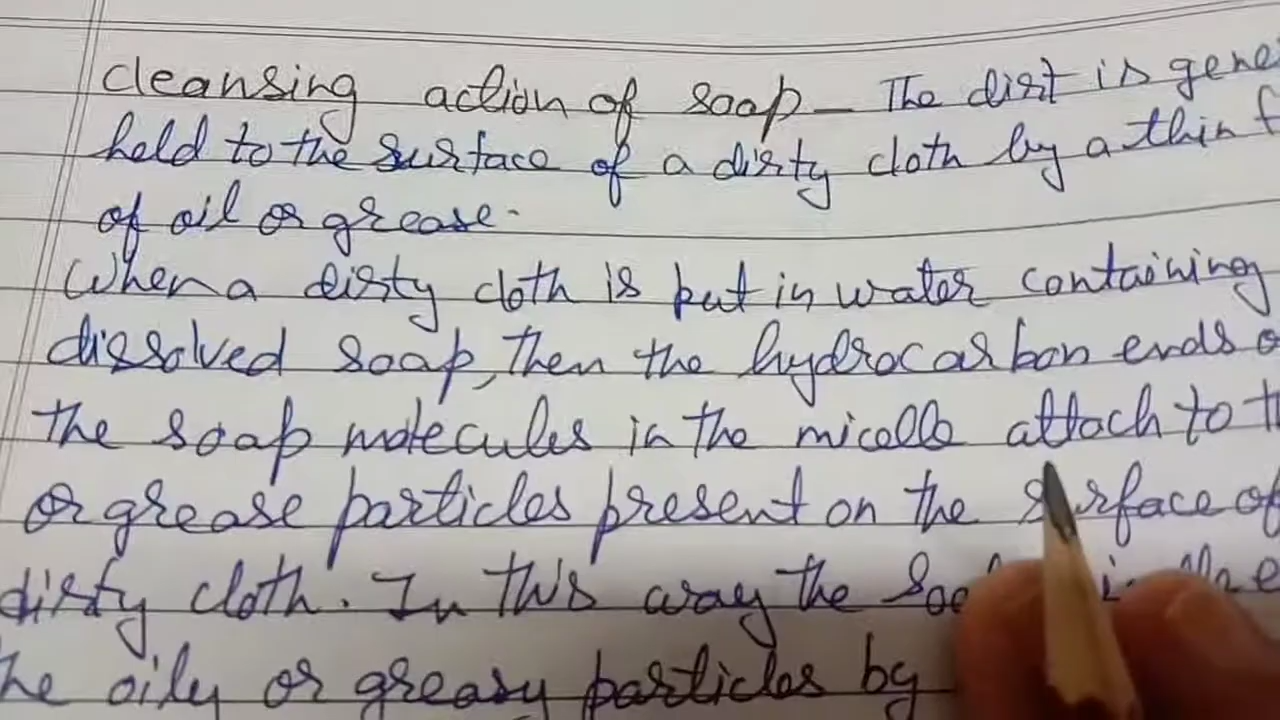 cleansing action of soap - The dirt is gene
held to the surface of a dirty cloth by a thin f
of oil or grease.
When a dirty cloth is put in water containing
dissolved soap, then the hydrocarbon ends o
the soap molecules in the micelle attach to t
or grease particles present on the surface of
dirty cloth. In this way the
the oily or greasy particles by